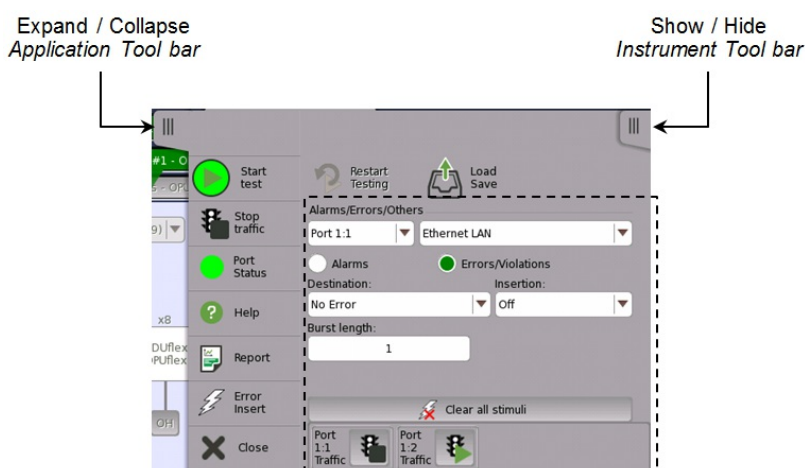 Expand / Collapse
Application Tool bar
Show / Hide
Instrument Tool bar
#1 - O
s - OPU
Start
test
Restart
Testing
Load
Save
Stop
traffic
9)
Alarms/Errors/Others
Port 1:1
Ethernet LAN
Port
Status
Alarms
Errors/Violations
Destination:
Insertion:
No Error
Off
Help
x8
Burst length:
1
DUflex
PUflex
Report
Error
Insert
Clear all stimuli
OH
Close
Port
1:1
Traffic
Port
1:2
Traffic